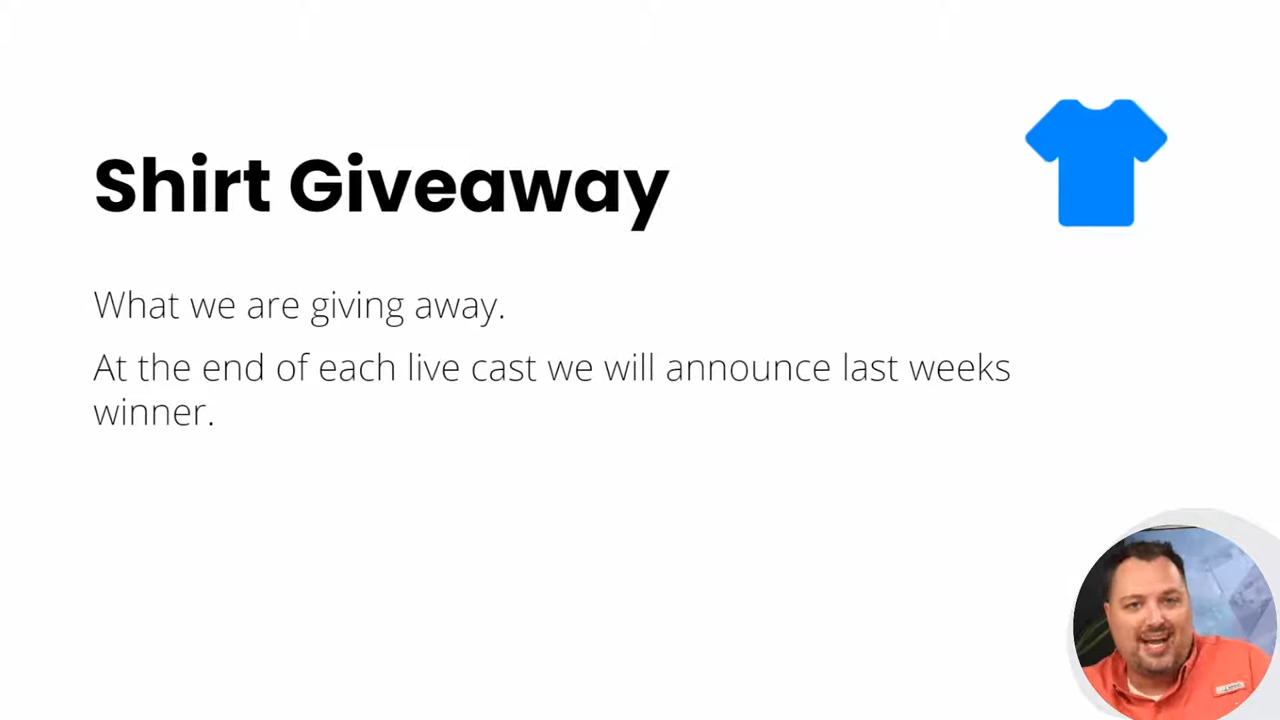 Shirt Giveaway
What we are giving away.
At the end of each live cast we will announce last weeks
winner.